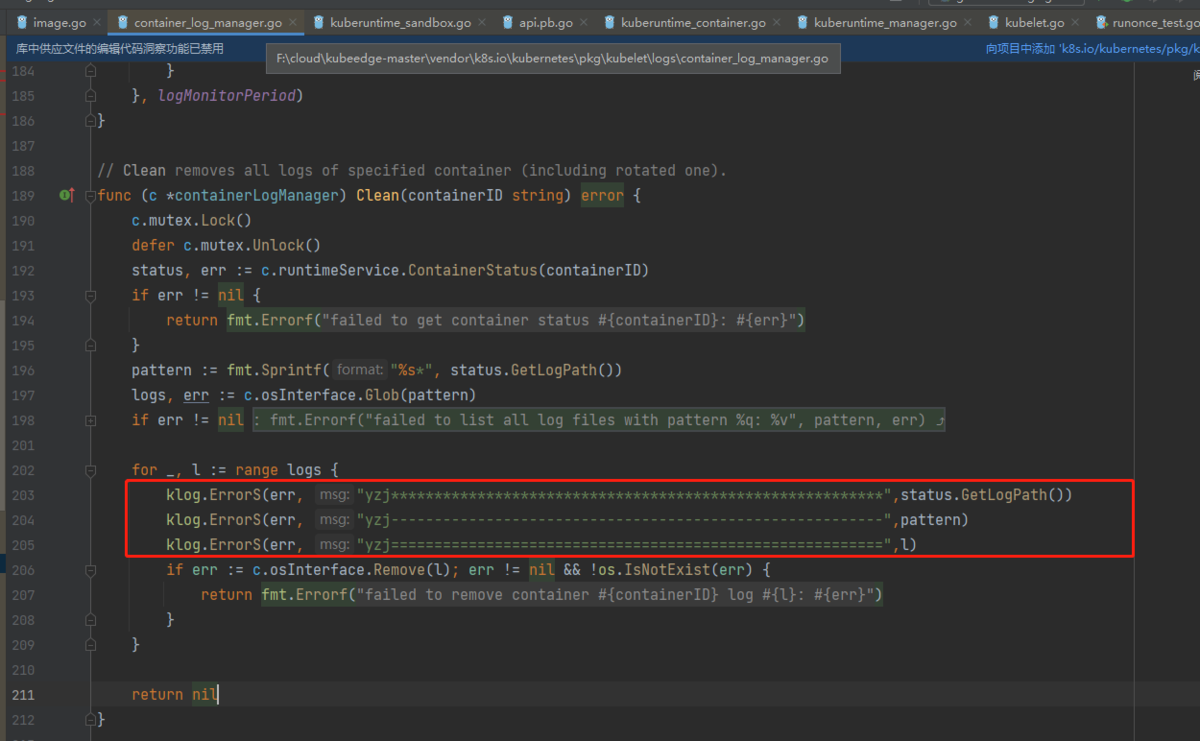 image.go × container_log_manager.go × kuberuntime_sandbox.go × api.pb.go × kuberuntime_container.go × kuberuntime_manager.go × kubelet.go × runonce_test.go
库中供应文件的编辑代码洞察功能已禁用 向项目中添加 'k8s.io/kubernetes/pkg/k
F:\cloud\kubeedge-master\vendor\k8s.io\kubernetes\pkg\kubelet\logs\container_log_manager.go
184 }
185 }, logMonitorPeriod)
186 }
187
188 // Clean removes all logs of specified container (including rotated one).
189 func (c *containerLogManager) Clean(containerID string) error {
190 c.mutex.Lock()
191 defer c.mutex.Unlock()
192 status, err := c.runtimeService.ContainerStatus(containerID)
193 if err != nil {
194 return fmt.Errorf("failed to get container status #{containerID}: #{err}")
195 }
196 pattern := fmt.Sprintf( format: "%s*", status.GetLogPath())
197 logs, err := c.osInterface.Glob(pattern)
198 if err != nil : fmt.Errorf("failed to list all log files with pattern %q: %v", pattern, err)
201
202 for _, l := range logs {
203 klog.ErrorS(err, msg: "yzj*********************************************************",status.GetLogPath())
204 klog.ErrorS(err, msg: "yzj---------------------------------------------------------",pattern)
205 klog.ErrorS(err, msg: "yzj=========================================================",l)
206 if err := c.osInterface.Remove(l); err != nil && !os.IsNotExist(err) {
207 return fmt.Errorf("failed to remove container #{containerID} log #{l}: #{err}")
208 }
209 }
210
211 return nil
212 }